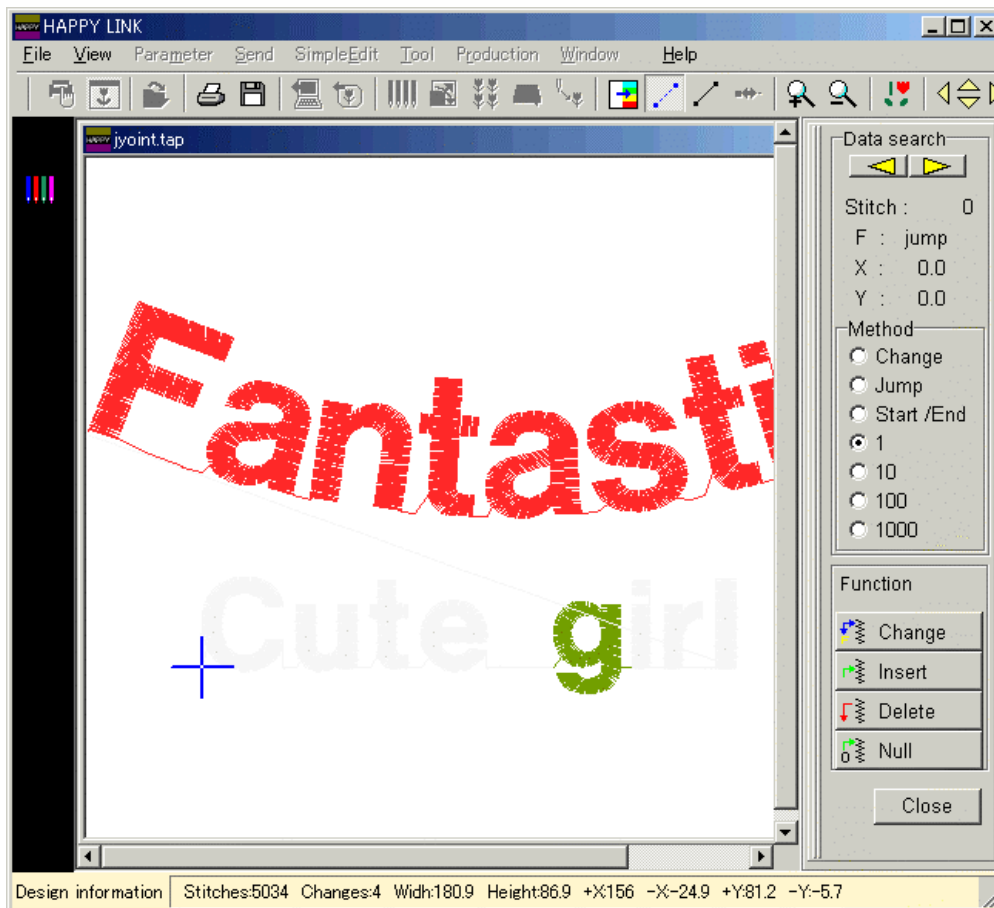 HAPPY LINK
File View Parameter Send SimpleEdit Tool Production Window Help
HAPPY jyoint.tap
Fantasti
Cute girl
Data search
Stitch : 0
F : jump
X : 0.0
Y : 0.0
Method
Change
Jump
Start /End
1
10
100
1000
Function
Change
Insert
Delete
0 Null
Close
Design information Stitches:5034 Changes:4 Widh:180.9 Height:86.9 +X:156 -X:-24.9 +Y:81.2 -Y:-5.7